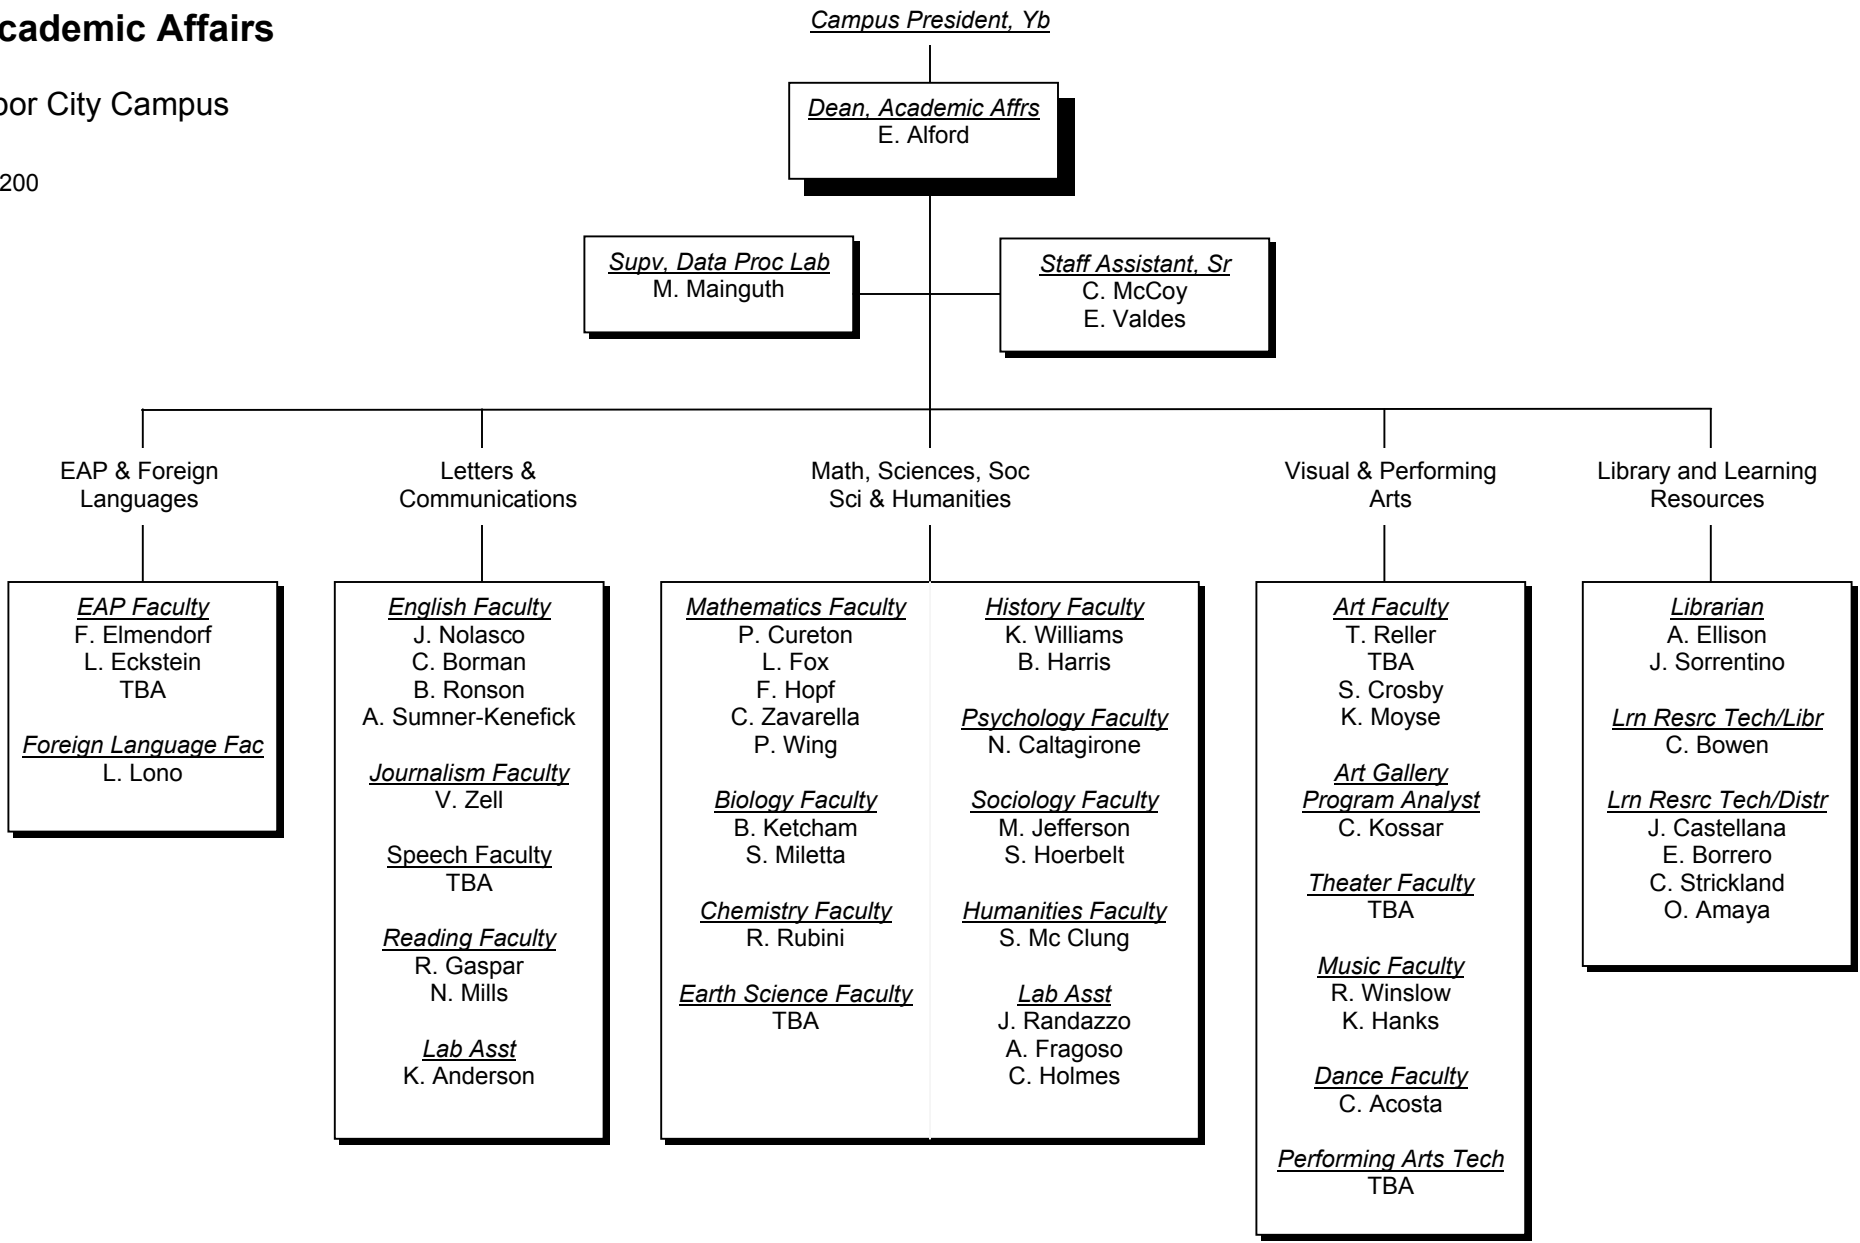 cademic Affairs
oor City Campus
200
Campus President, Yb
Dean, Academic Affrs
E. Alford
Supv, Data Proc Lab
M. Mainguth
Staff Assistant, Sr
C. McCoy
E. Valdes
EAP & Foreign
Languages
Letters &
Communications
Math, Sciences, Soc
Sci & Humanities
Visual & Performing
Arts
Library and Learning
Resources
EAP Faculty
F. Elmendorf
L. Eckstein
TBA
Foreign Language Fac
L. Lono
English Faculty
J. Nolasco
C. Borman
B. Ronson
A. Sumner-Kenefick
Journalism Faculty
V. Zell
Speech Faculty
TBA
Reading Faculty
R. Gaspar
N. Mills
Lab Asst
K. Anderson
Mathematics Faculty
P. Cureton
L. Fox
F. Hopf
C. Zavarella
P. Wing
Biology Faculty
B. Ketcham
S. Miletta
Chemistry Faculty
R. Rubini
Earth Science Faculty
TBA
History Faculty
K. Williams
B. Harris
Psychology Faculty
N. Caltagirone
Sociology Faculty
M. Jefferson
S. Hoerbelt
Humanities Faculty
S. Mc Clung
Lab Asst
J. Randazzo
A. Fragoso
C. Holmes
Art Faculty
T. Reller
TBA
S. Crosby
K. Moyse
Art Gallery
Program Analyst
C. Kossar
Theater Faculty
TBA
Music Faculty
R. Winslow
K. Hanks
Dance Faculty
C. Acosta
Performing Arts Tech
TBA
Librarian
A. Ellison
J. Sorrentino
Lrn Resrc Tech/Libr
C. Bowen
Lrn Resrc Tech/Distr
J. Castellana
E. Borrero
C. Strickland
O. Amaya